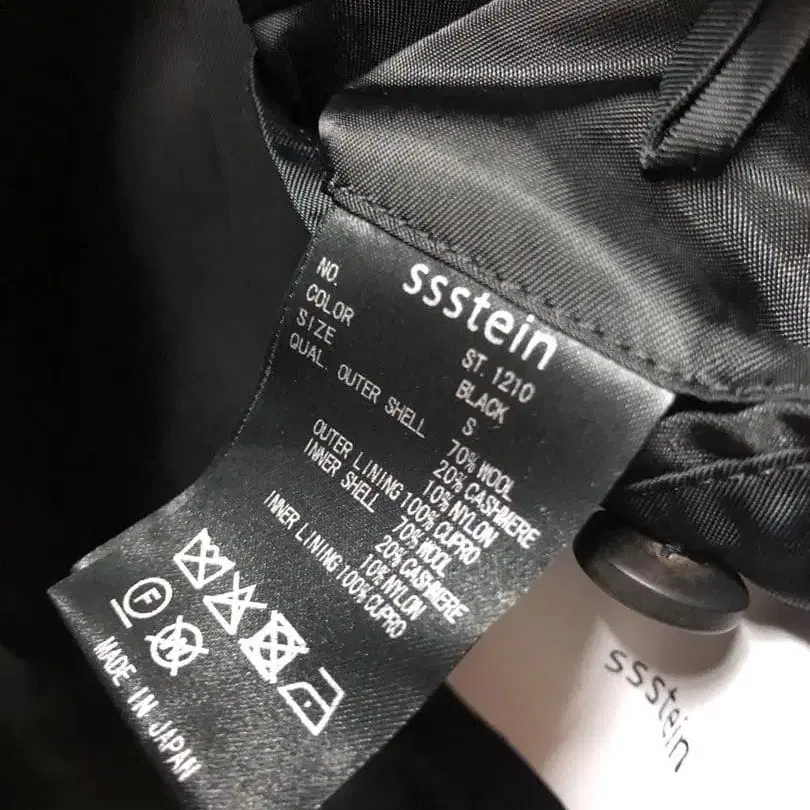 ssstein
NO. ST.1210
COLOR BLACK
SIZE S
QUAL. OUTER SHELL 70% WOOL
20% CASHMERE
10% NYLON
OUTER LINING 100% CUPRO
INNER SHELL 70% WOOL
20% CASHMERE
10% NYLON
INNER LINING 100% CUPRO
F
MADE IN JAPAN
ssstein